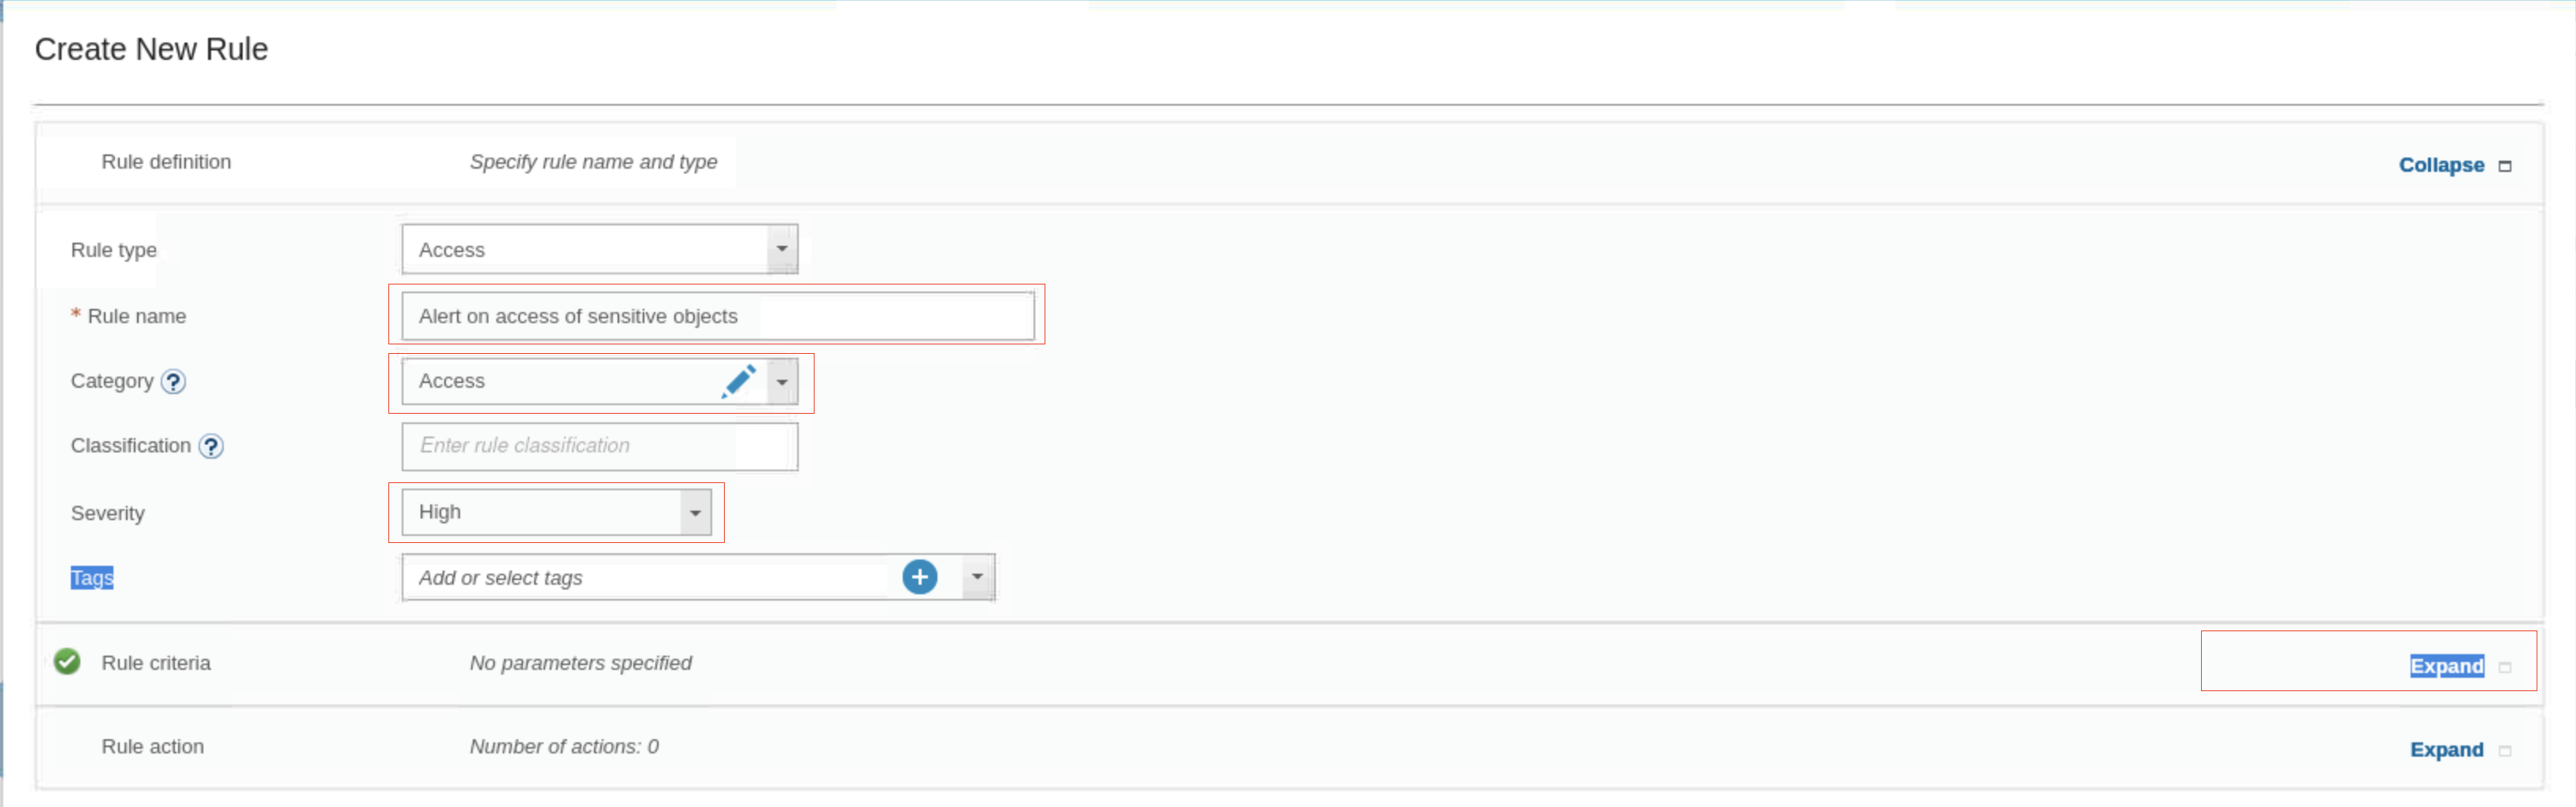 Create New Rule
Rule definition Specify rule name and type Collapse
Rule type Access
* Rule name Alert on access of sensitive objects
Category ? Access
Classification ? Enter rule classification
Severity High
Tags Add or select tags
Rule criteria No parameters specified Expand
Rule action Number of actions: 0 Expand